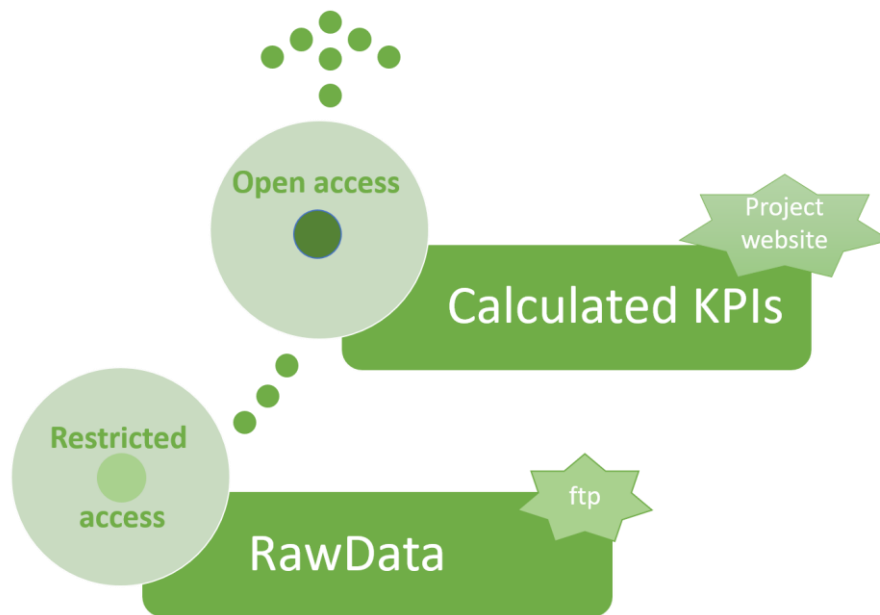 Open access
Project
website
Calculated KPIs
Restricted
access
ftp
RawData